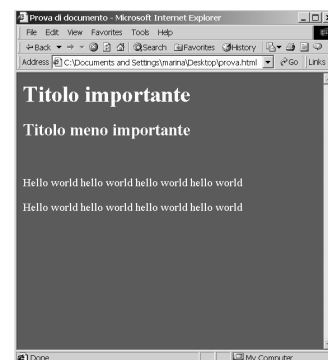 Prova di documento - Microsoft Internet Explorer
File Edit View Favorites Tools Help
Back Search Favorites History
Address C:\Documents and Settings\marina\Desktop\prova.html Go Links
Titolo importante
Titolo meno importante
Hello world hello world hello world hello world
Hello world hello world hello world hello world
Done My Computer